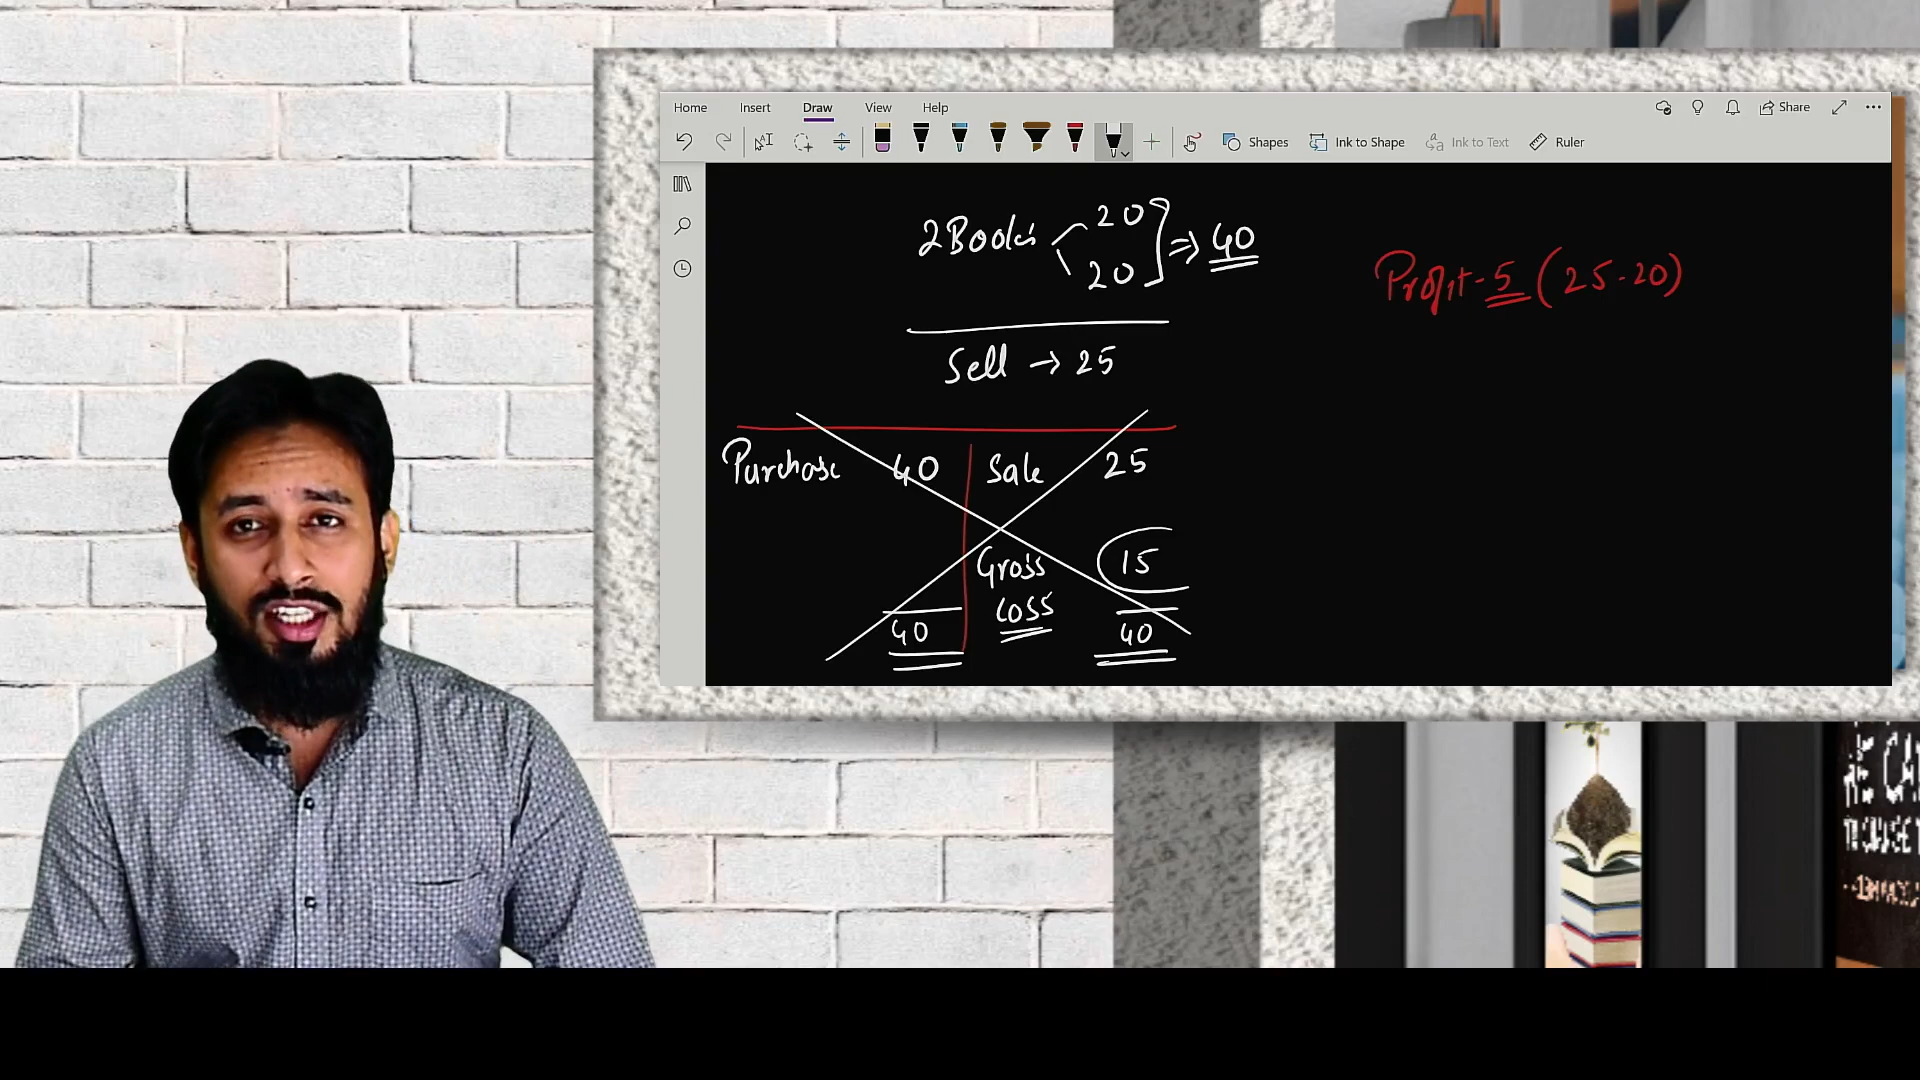 Home Insert Draw View Help Share
Shapes Ink to Shape Ink to Text Ruler
2 Books 20
20 ⇒ 40
Profit - 5 (25 - 20)
Sell → 25
Purchase 40 Sale 25
Gross 15
Loss
40 40
TO